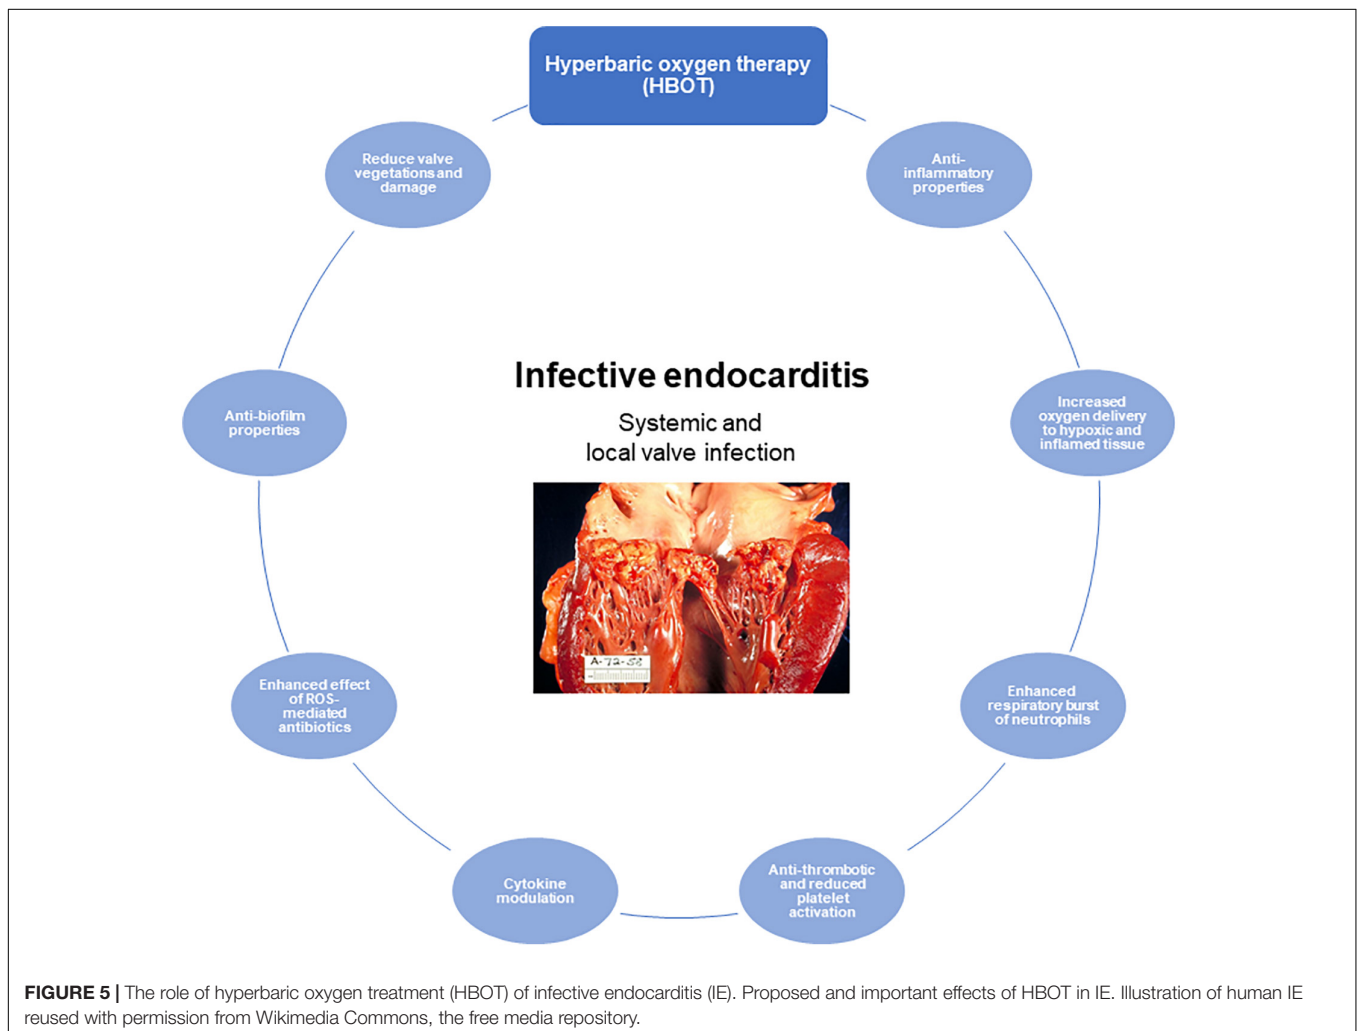 Hyperbaric oxygen therapy
(HBOT)
Anti-
inflammatory
properties
Increased
oxygen delivery
to hypoxic and
inflamed tissue
Enhanced
respiratory burst
of neutrophils
Anti-thrombotic
and reduced
platelet
activation
Cytokine
modulation
Enhanced effect
of ROS-
mediated
antibiotics
Anti-biofilm
properties
Reduce valve
vegetations and
damage
Infective endocarditis
Systemic and
local valve infection
A-72-58
FIGURE 5 | The role of hyperbaric oxygen treatment (HBOT) of infective endocarditis (IE). Proposed and important effects of HBOT in IE. Illustration of human IE
reused with permission from Wikimedia Commons, the free media repository.